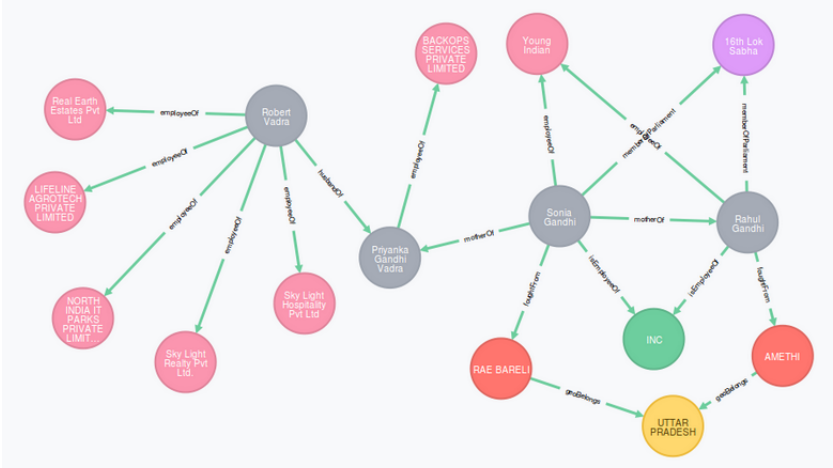 BACKOPS
SERVICES
PRIVATE
LIMITED
Young
Indian
16th Lok
Sabha
Real Earth
Estates Pvt
Ltd
employeeOf
Robert
Vadra
employeeOf
employeeOf
memberOfParliament
employeeOf
memberOfParliament
employeeOf
LIFELINE
AGROTECH
PRIVATE
LIMITED
employeeOf
employeeOf
employeeOf
husbandOf
Priyanka
Gandhi
Vadra
motherOf
Sonia
Gandhi
motherOf
Rahul
Gandhi
NORTH
INDIA IT
PARKS
PRIVATE
LIMIT...
Sky Light
Hospitality
Pvt Ltd
Sky Light
Realty Pvt
Ltd.
foughtFrom
isEmployeeOf
isEmployeeOf
foughtFrom
INC
RAE BARELI
AMETHI
geoBelongs
geoBelongs
UTTAR
PRADESH